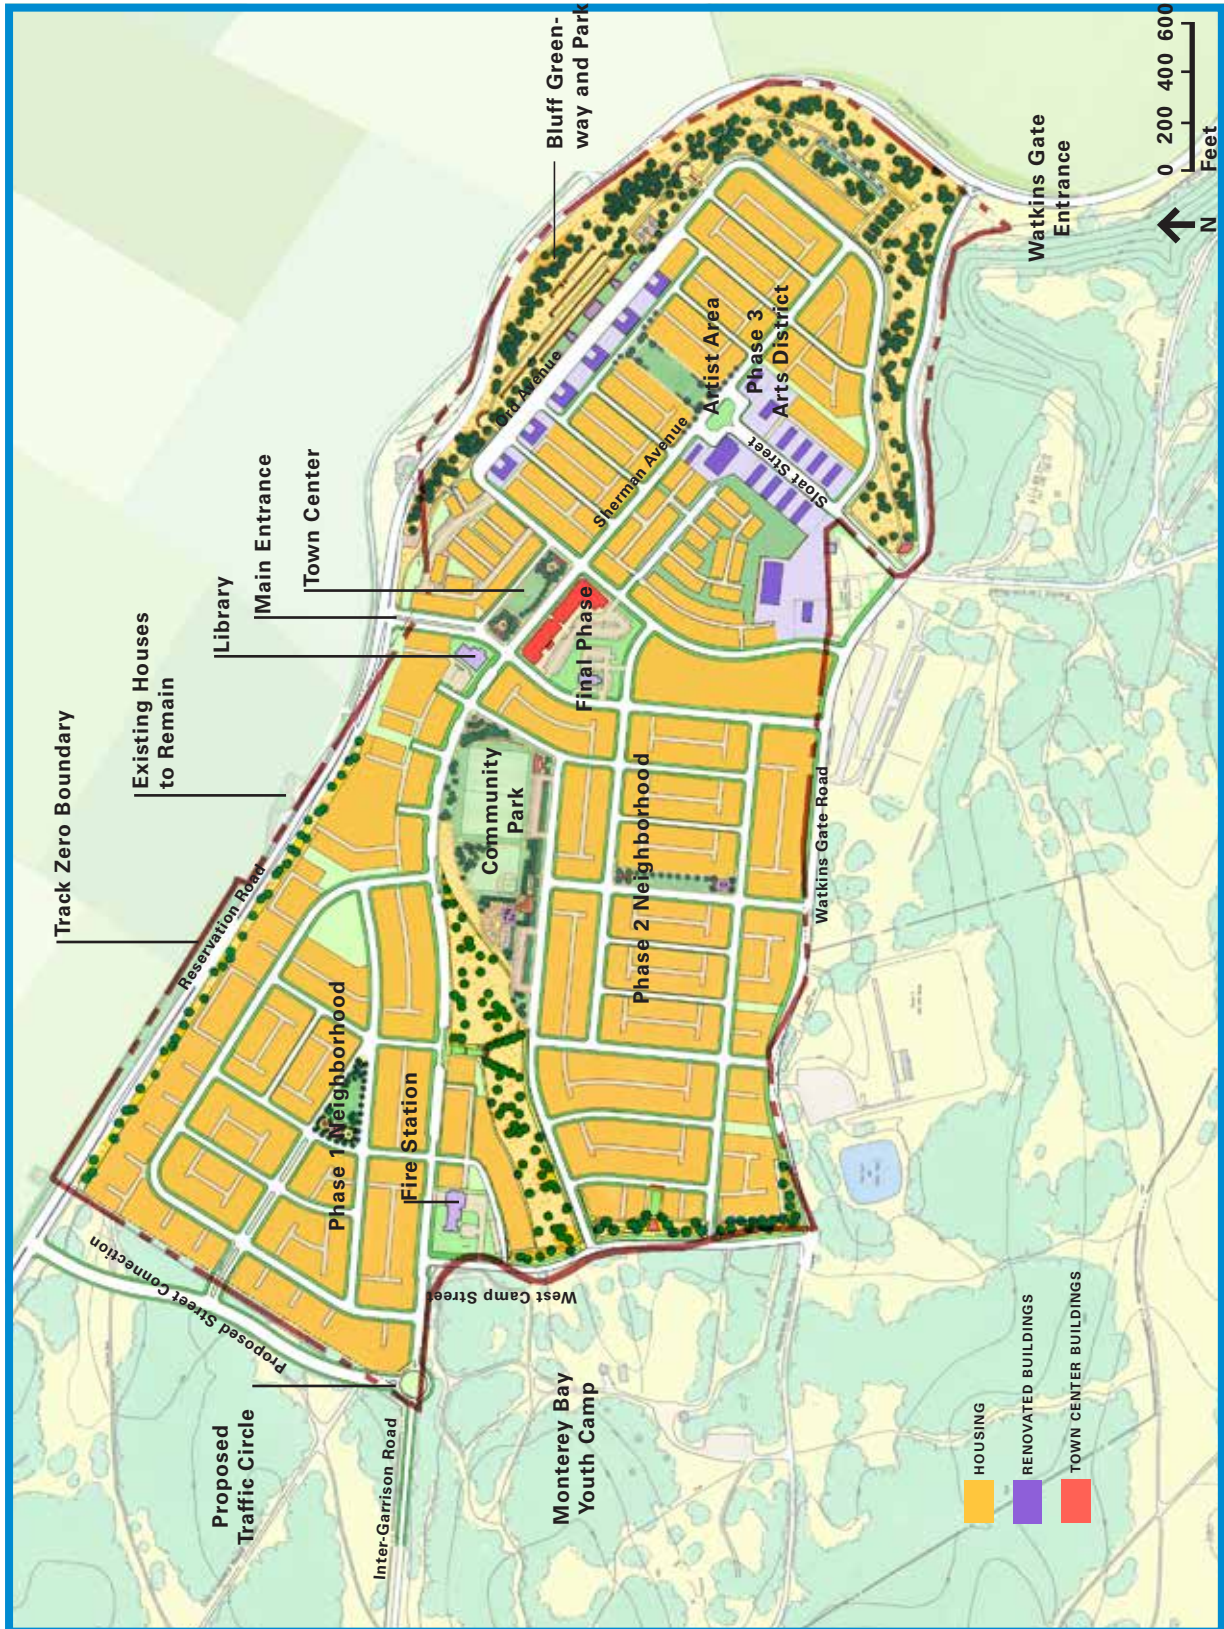 Track Zero Boundary
Existing Houses
to Remain
Library
Main Entrance
Town Center
Bluff Green-
way and Park
Reservation Road
Ord Avenue
Sherman Avenue
Artist Area
Phase 3
Arts District
Sloat Street
Watkins Gate
Entrance
Final Phase
Community
Park
Phase 1 Neighborhood
Phase 2 Neighborhood
Fire Station
Watkins Gate Road
West Camp Street
Proposed Street Connection
Proposed
Traffic Circle
Inter-Garrison Road
Monterey Bay
Youth Camp
HOUSING
RENOVATED BUILDINGS
TOWN CENTER BUILDINGS
0 200 400 600
Feet
N